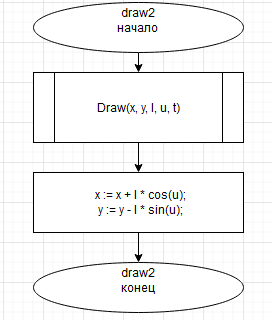 draw2
начало
Draw(x, y, l, u, t)
x := x + l * cos(u);
y := y - l * sin(u);
draw2
конец